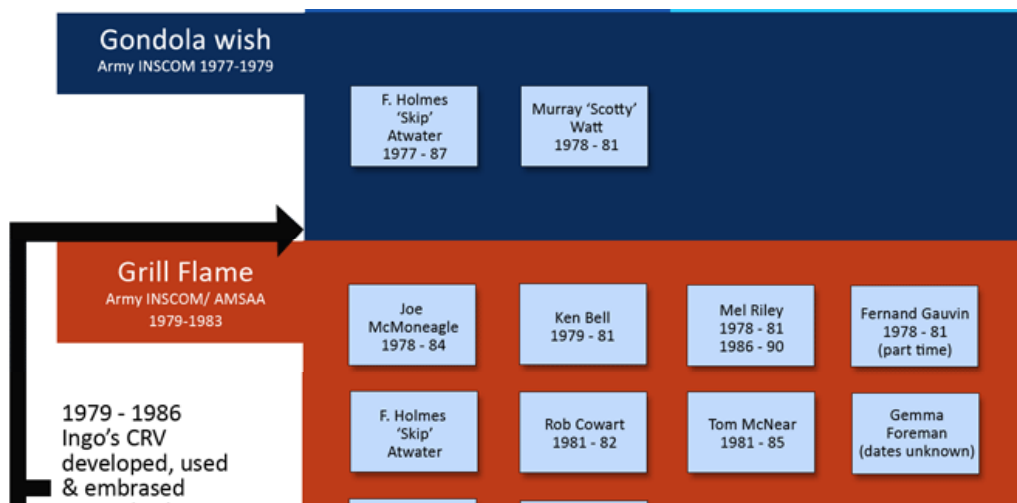 Gondola wish
Army INSCOM 1977-1979
F. Holmes
‘Skip’
Atwater
1977 - 87
Murray ‘Scotty’
Watt
1978 - 81
Grill Flame
Army INSCOM/ AMSAA
1979-1983
Joe
McMoneagle
1978 - 84
Ken Bell
1979 - 81
Mel Riley
1978 - 81
1986 - 90
Fernand Gauvin
1978 - 81
(part time)
F. Holmes
‘Skip’
Atwater
Rob Cowart
1981 - 82
Tom McNear
1981 - 85
Gemma
Foreman
(dates unknown)
1979 - 1986
Ingo’s CRV
developed, used
& embrased